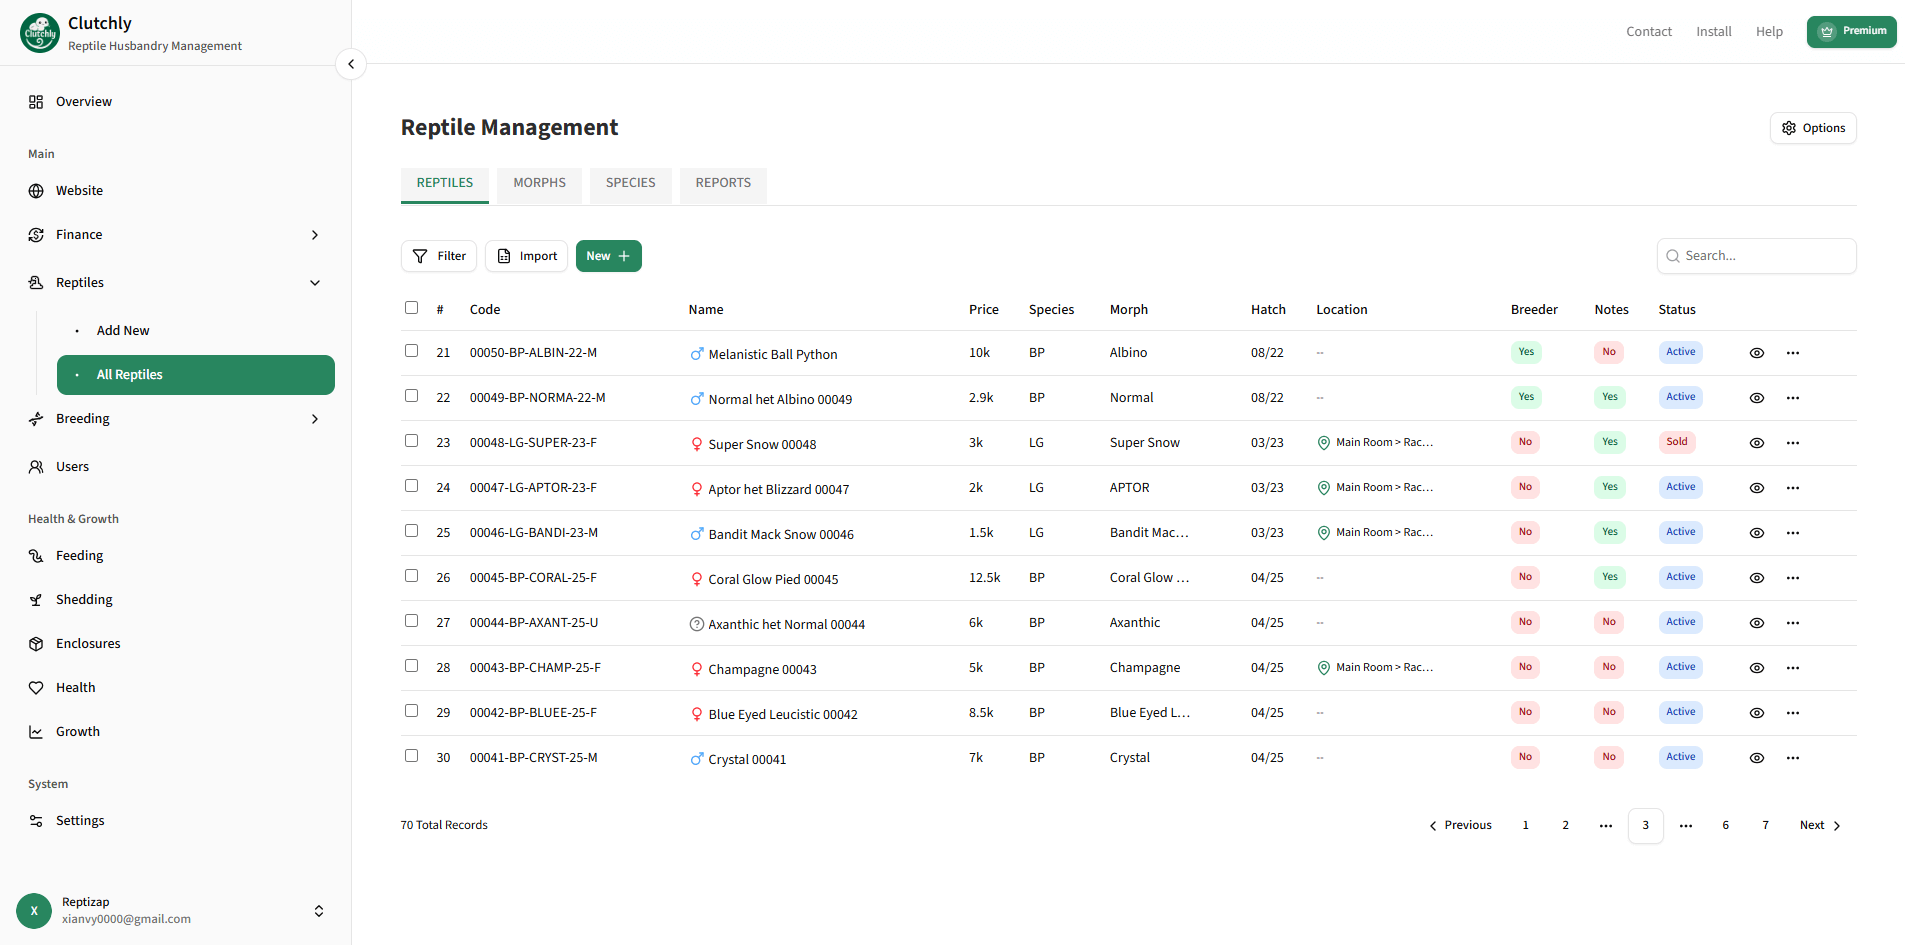 Clutchly
Clutchly
Reptile Husbandry Management
Overview
Main
Website
Finance
Reptiles
Add New
All Reptiles
Breeding
Users
Health & Growth
Feeding
Shedding
Enclosures
Health
Growth
System
Settings
X
Reptizap
xianvy0000@gmail.com
Contact Install Help Premium
Reptile Management
Options
REPTILES MORPHS SPECIES REPORTS
Filter Import New
Search...
# Code Name Price Species Morph Hatch Location Breeder Notes Status
21 00050-BP-ALBIN-22-M Melanistic Ball Python 10k BP Albino 08/22 -- Yes No Active
22 00049-BP-NORMA-22-M Normal het Albino 00049 2.9k BP Normal 08/22 -- Yes Yes Active
23 00048-LG-SUPER-23-F Super Snow 00048 3k LG Super Snow 03/23 Main Room > Rac... No Yes Sold
24 00047-LG-APTOR-23-F Aptor het Blizzard 00047 2k LG APTOR 03/23 Main Room > Rac... No Yes Active
25 00046-LG-BANDI-23-M Bandit Mack Snow 00046 1.5k LG Bandit Mac... 03/23 Main Room > Rac... No Yes Active
26 00045-BP-CORAL-25-F Coral Glow Pied 00045 12.5k BP Coral Glow ... 04/25 -- No Yes Active
27 00044-BP-AXANT-25-U Axanthic het Normal 00044 6k BP Axanthic 04/25 -- No No Active
28 00043-BP-CHAMP-25-F Champagne 00043 5k BP Champagne 04/25 Main Room > Rac... No No Active
29 00042-BP-BLUEE-25-F Blue Eyed Leucistic 00042 8.5k BP Blue Eyed L... 04/25 -- No No Active
30 00041-BP-CRYST-25-M Crystal 00041 7k BP Crystal 04/25 -- No No Active
70 Total Records
Previous 1 2 ... 3 ... 6 7 Next